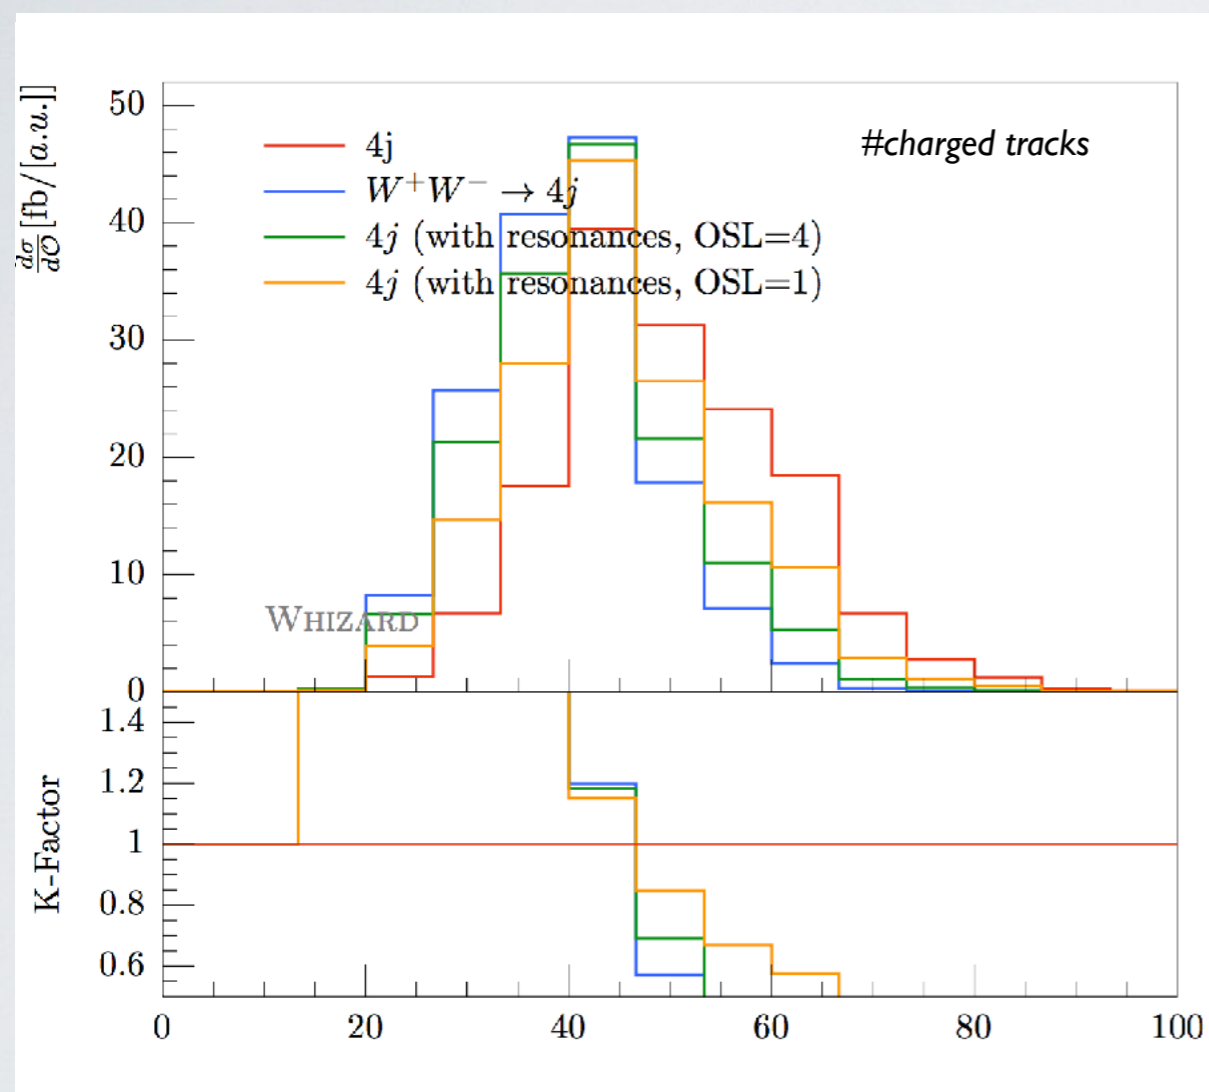 dσ/dO [fb/[a.u.]]
50
40
30
20
10
0
4j
W⁺W⁻ → 4j
4j (with resonances, OSL=4)
4j (with resonances, OSL=1)
#charged tracks
WHIZARD
K-Factor
1.4
1.2
1
0.8
0.6
0 20 40 60 80 100